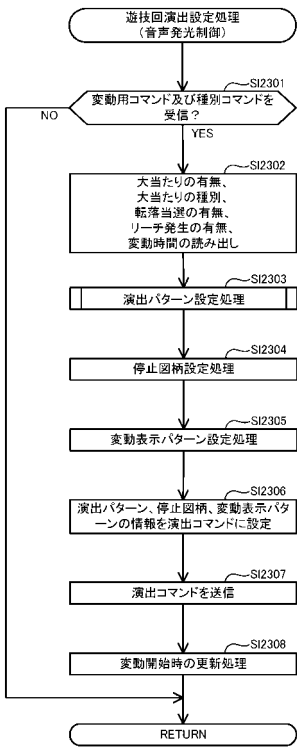 遊技回演出設定処理
(音声発光制御)
SI2301
変動用コマンド及び種別コマンドを
受信?
NO
YES
SI2302
大当たりの有無、
大当たりの種別、
転落当選の有無、
リーチ発生の有無、
変動時間の読み出し
SI2303
演出パターン設定処理
SI2304
停止図柄設定処理
SI2305
変動表示パターン設定処理
SI2306
演出パターン、停止図柄、変動表示パタ
ーンの情報を演出コマンドに設定
SI2307
演出コマンドを送信
SI2308
変動開始時の更新処理
RETURN